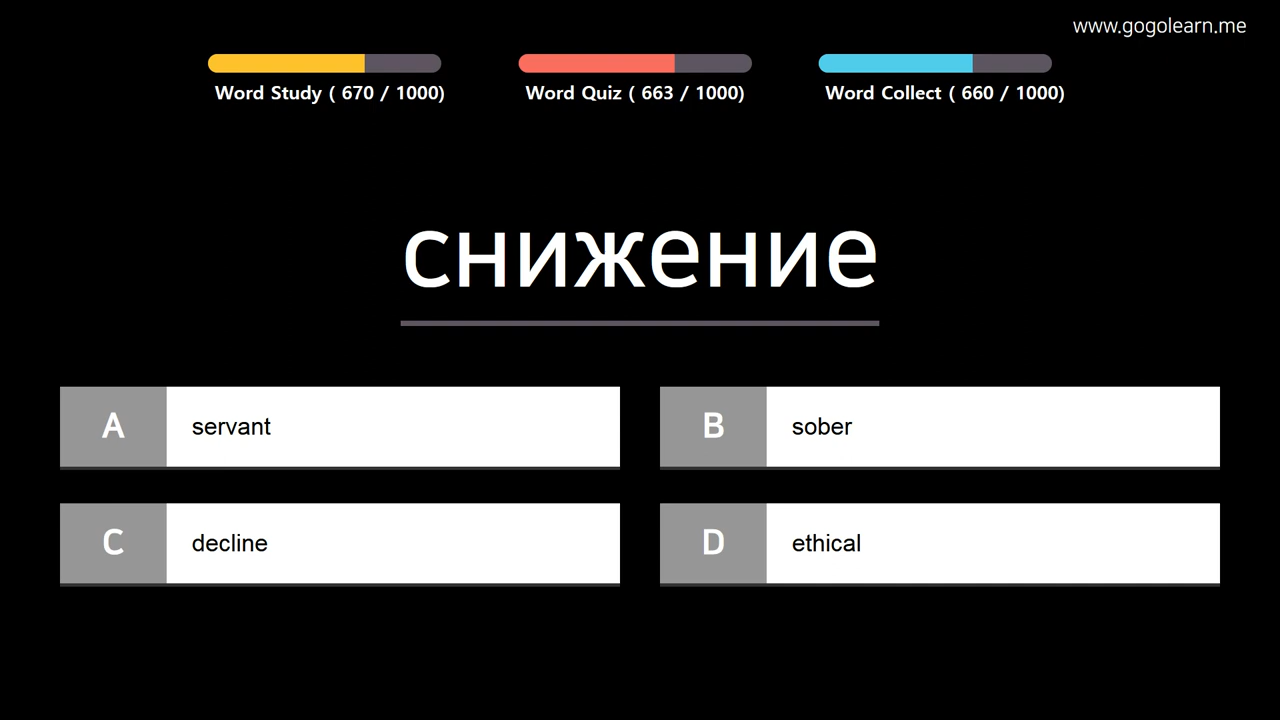 www.gogolearn.me
Word Study ( 670 / 1000)
Word Quiz ( 663 / 1000)
Word Collect ( 660 / 1000)
снижение
A servant
B sober
C decline
D ethical